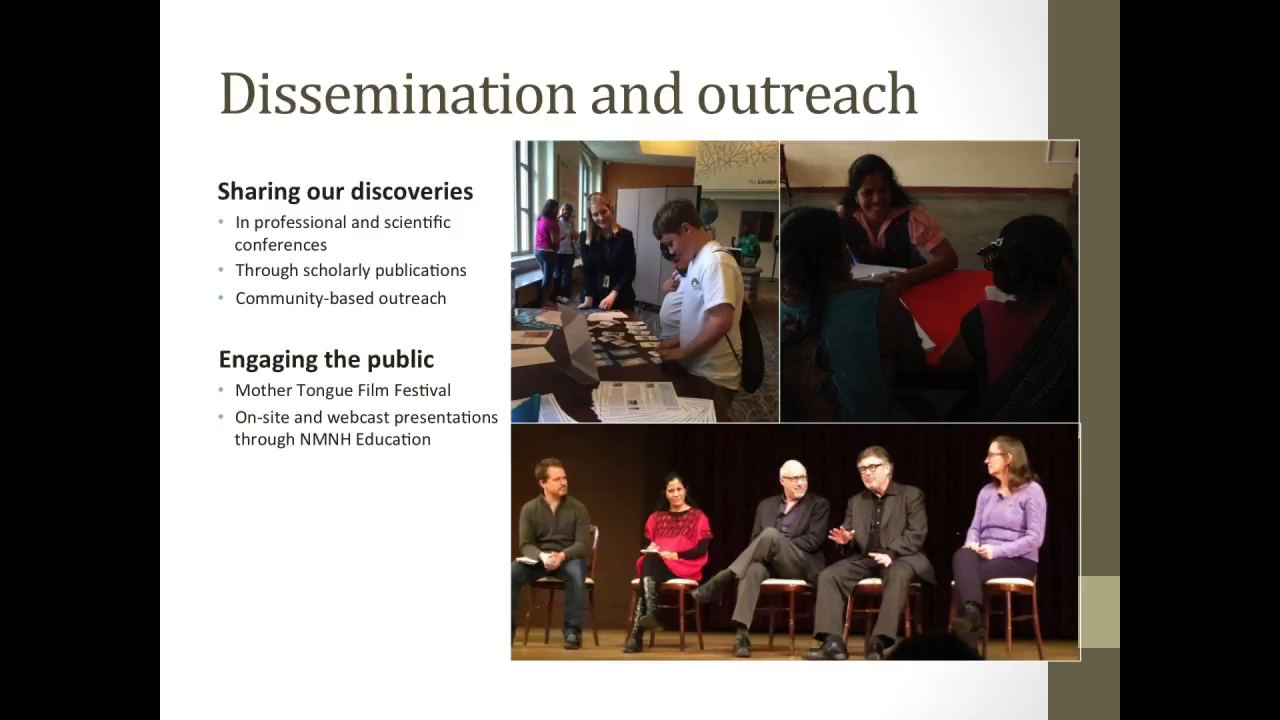 Dissemination and outreach
Sharing our discoveries
• In professional and scientific
conferences
• Through scholarly publications
• Community-based outreach
Engaging the public
• Mother Tongue Film Festival
• On-site and webcast presentations
through NMNH Education